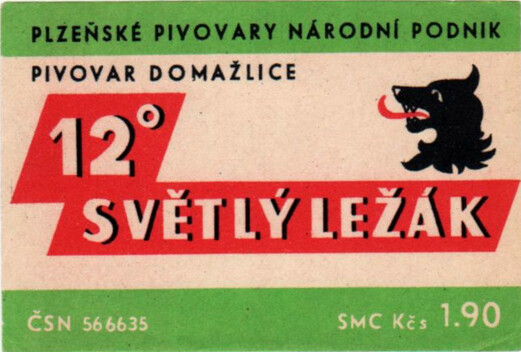 PLZEŇSKÉ PIVOVARY NÁRODNÍ PODNIK
PIVOVAR DOMAŽLICE
12°
SVĚTLÝ LEŽÁK
ČSN 566635 SMC Kčs 1.90